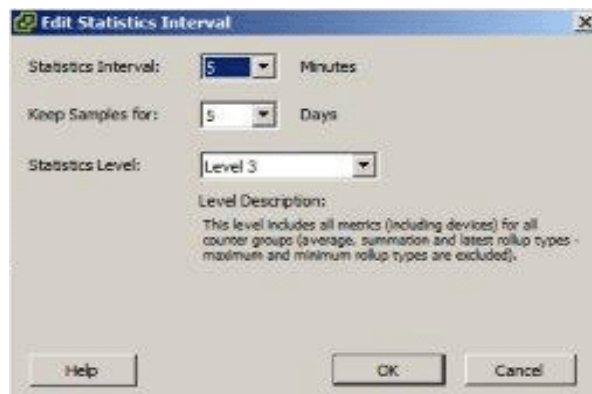 Edit Statistics Interval
Statistics Interval: 5 Minutes
Keep Samples for: 5 Days
Statistics Level: Level 3
Level Description:
This level includes all metrics (including devices) for all
counter groups (average, summation and latest rollup types -
maximum and minimum rollup types are excluded).
Help OK Cancel